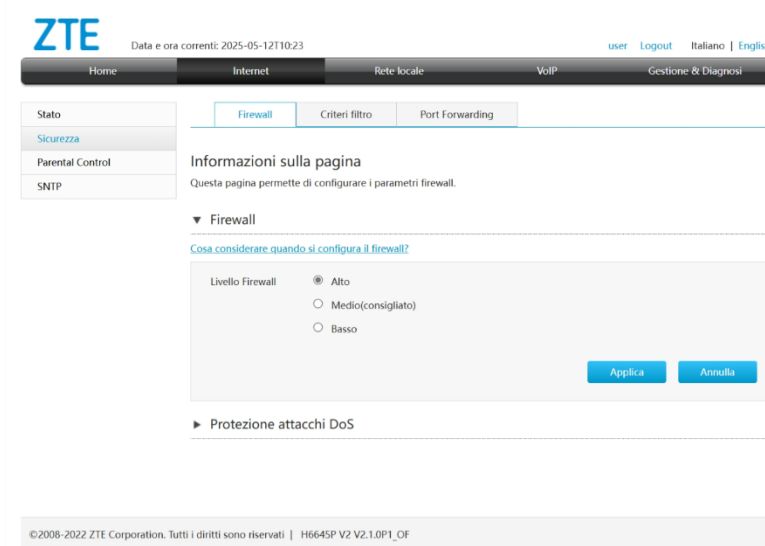 ZTE
Data e ora correnti: 2025-05-12T10:23
user Logout Italiano | Englis
Home Internet Rete locale VoIP Gestione & Diagnosi
Stato
Sicurezza
Parental Control
SNTP
Firewall Criteri filtro Port Forwarding
Informazioni sulla pagina
Questa pagina permette di configurare i parametri firewall.
▼ Firewall
Cosa considerare quando si configura il firewall?
Livello Firewall
Alto
Medio(consigliato)
Basso
Applica Annulla
► Protezione attacchi DoS
©2008-2022 ZTE Corporation. Tutti i diritti sono riservati | H6645P V2 V2.1.0P1_OF